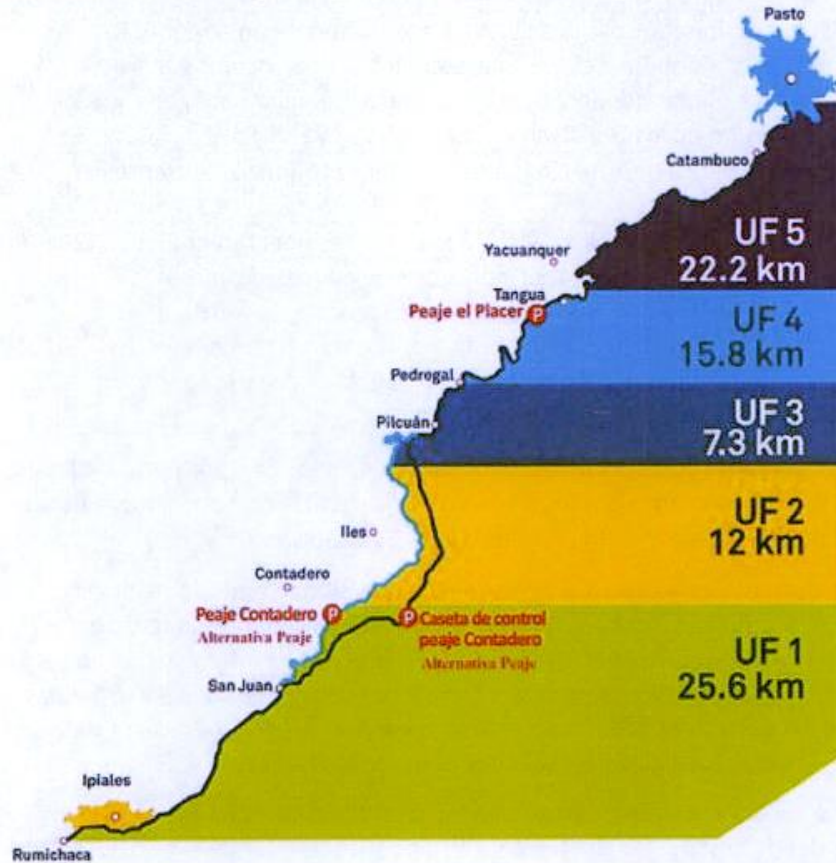 Pasto
Catambuco
UF 5
22.2 km
Yacuanquer
Tangua
Peaje el Placer P
UF 4
15.8 km
Pedregal
UF 3
7.3 km
Pilcuán
UF 2
12 km
Iles
Contadero
Peaje Contadero P
Alternativa Peaje
P Caseta de control
peaje Contadero
Alternativa Peaje
UF 1
25.6 km
San Juan
Ipiales
Rumichaca